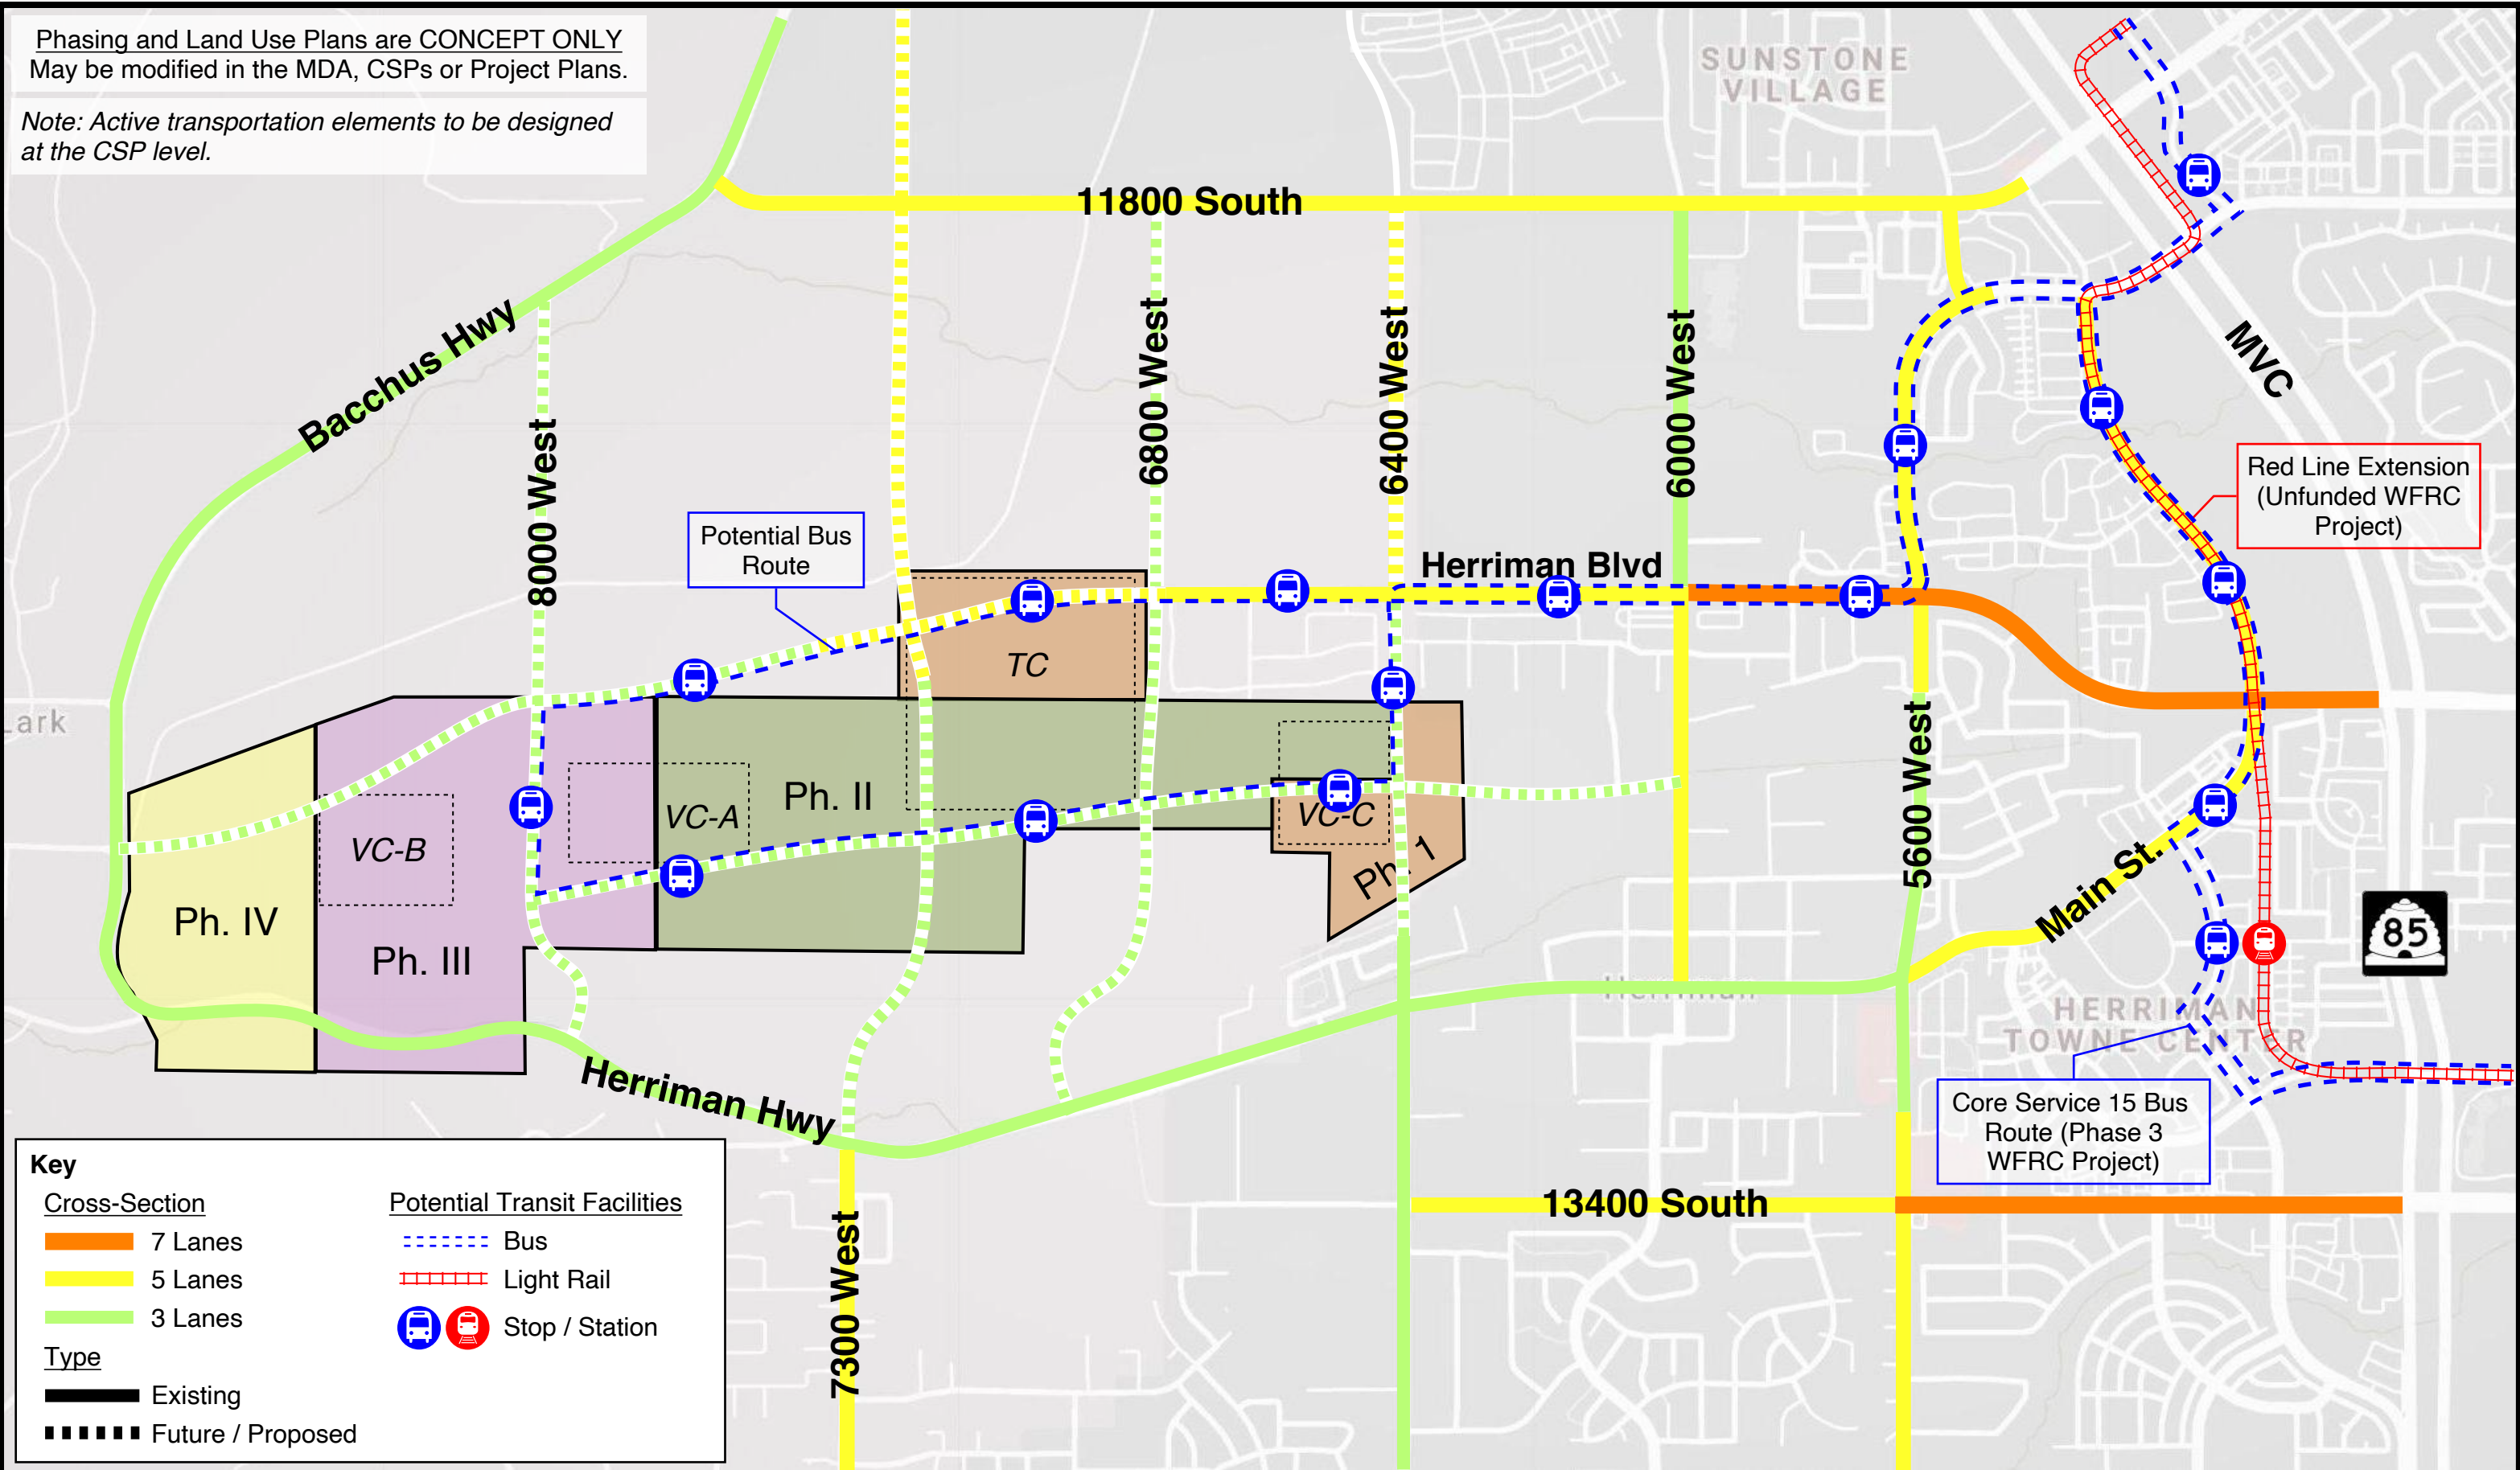 Phasing and Land Use Plans are CONCEPT ONLY
May be modified in the MDA, CSPs or Project Plans.
Note: Active transportation elements to be designed
at the CSP level.
SUNSTONE
VILLAGE
11800 South
Bacchus Hwy
8000 West
6800 West
6400 West
6000 West
MVC
Red Line Extension
(Unfunded WFRC
Project)
Potential Bus
Route
Herriman Blvd
TC
ark
Ph. II
VC-A
VC-B
VC-C
Ph. 1
5600 West
Main St.
Ph. IV
Ph. III
85
Herriman
HERRIMAN
TOWNE CENTER
Herriman Hwy
Core Service 15 Bus
Route (Phase 3
WFRC Project)
13400 South
7300 West
Key
Cross-Section
7 Lanes
5 Lanes
3 Lanes
Type
Existing
Future / Proposed
Potential Transit Facilities
Bus
Light Rail
Stop / Station